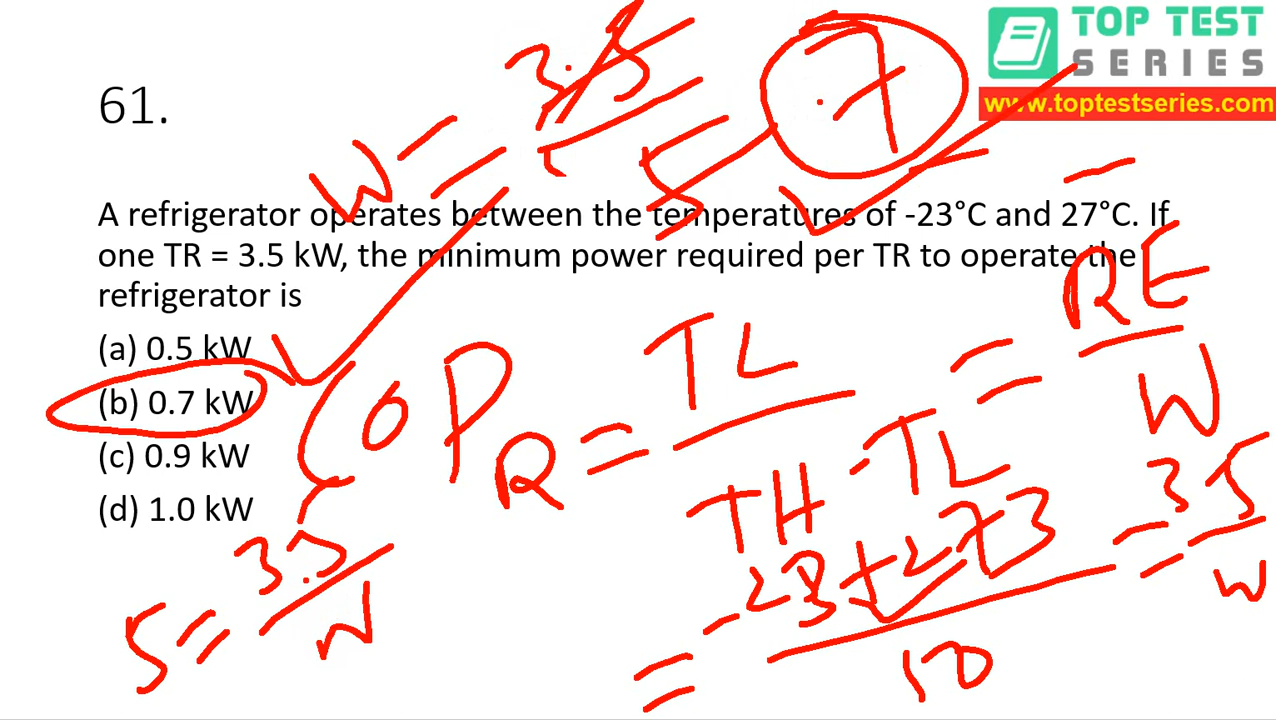 TOP TEST
SERIES
www.toptestseries.com
61.
W = 3.5
5
= .7
A refrigerator operates between the temperatures of -23°C and 27°C. If
one TR = 3.5 kW, the minimum power required per TR to operate the
refrigerator is
(a) 0.5 kW
(b) 0.7 kW
(c) 0.9 kW
(d) 1.0 kW
COP R = TL
TH - TL
= RE
W
= -23+273
10
= 35
W
5 = 3.5
W